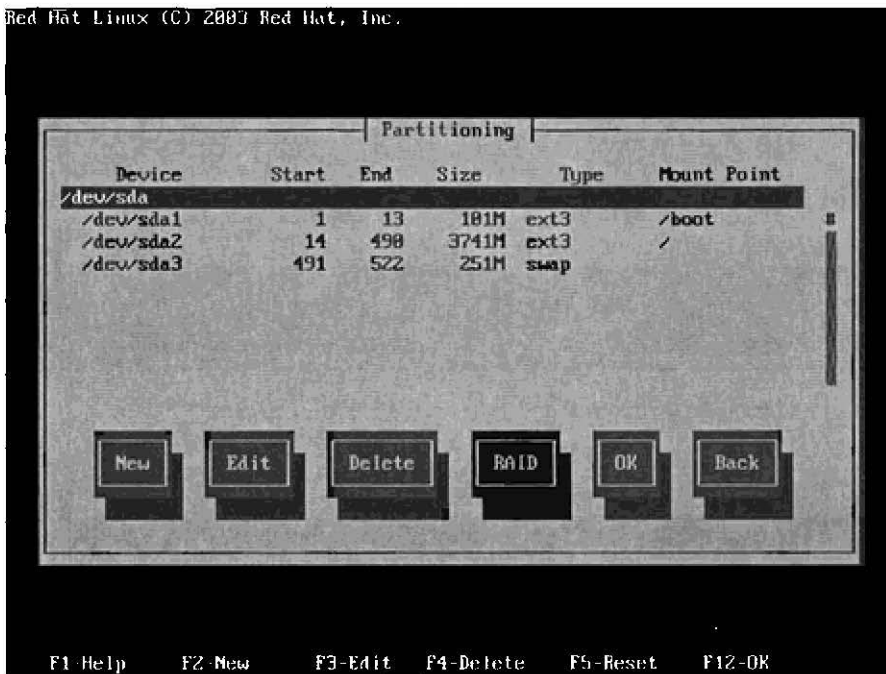 Red Hat Linux (C) 2003 Red Hat, Inc.
Partitioning
Device Start End Size Type Mount Point
/dev/sda
/dev/sda1 1 13 101M ext3 /boot
/dev/sda2 14 490 3741M ext3 /
/dev/sda3 491 522 251M swap
New Edit Delete RAID OK Back
F1-Help F2-New F3-Edit F4-Delete F5-Reset F12-OK